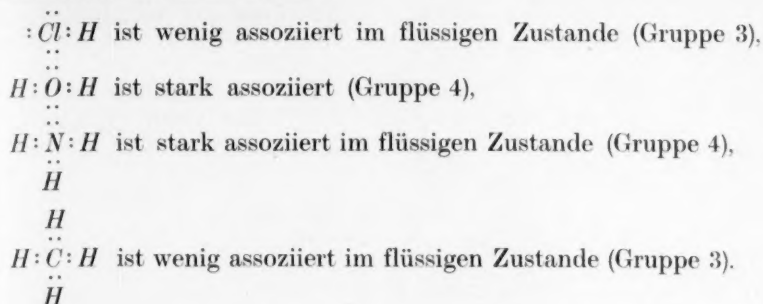 ··
:Cl:H ist wenig assoziiert im flüssigen Zustande (Gruppe 3),
··
··
H:O:H ist stark assoziiert (Gruppe 4),
··
··
H:N:H ist stark assoziiert im flüssigen Zustande (Gruppe 4),
··
H
H
··
H:C:H ist wenig assoziiert im flüssigen Zustande (Gruppe 3).
··
H